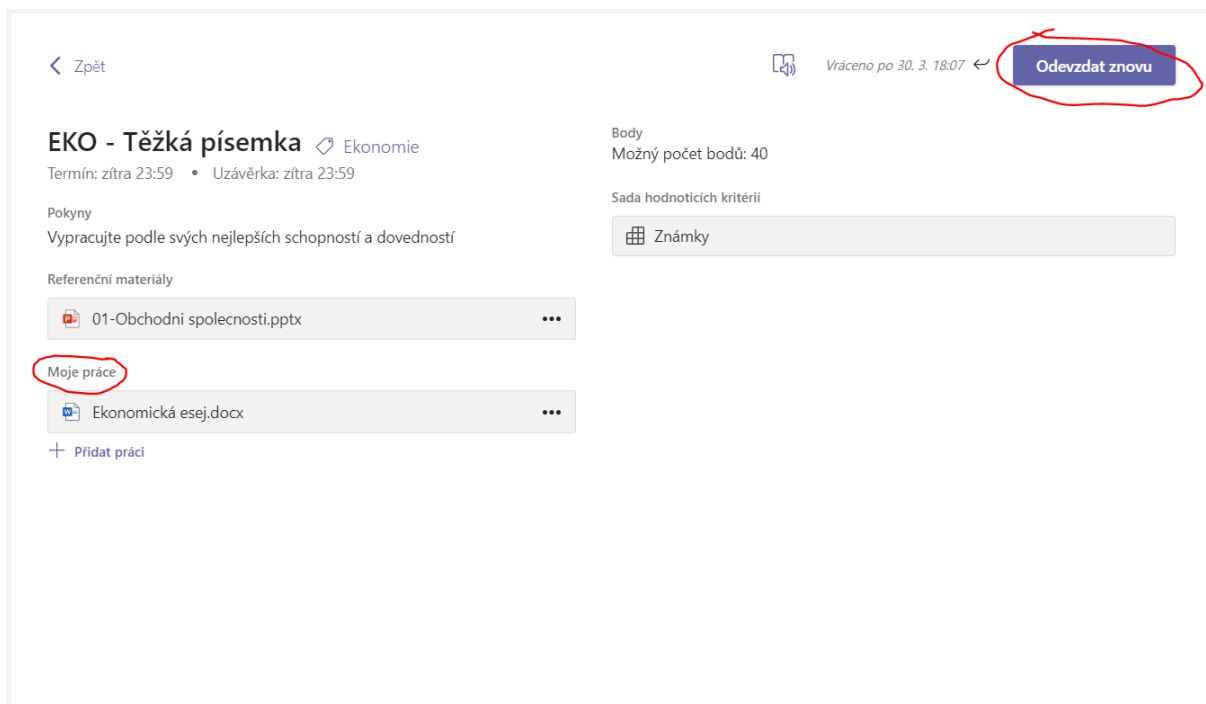 Zpět
Vráceno po 30. 3. 18:07
Odevzdat znovu
EKO - Těžká písemka
Ekonomie
Termín: zítra 23:59 • Uzávěrka: zítra 23:59
Pokyny
Vypracujte podle svých nejlepších schopností a dovedností
Referenční materiály
01-Obchodni spolecnosti.pptx
Moje práce
Ekonomická esej.docx
+ Přidat práci
Body
Možný počet bodů: 40
Sada hodnoticích kritérií
Známky